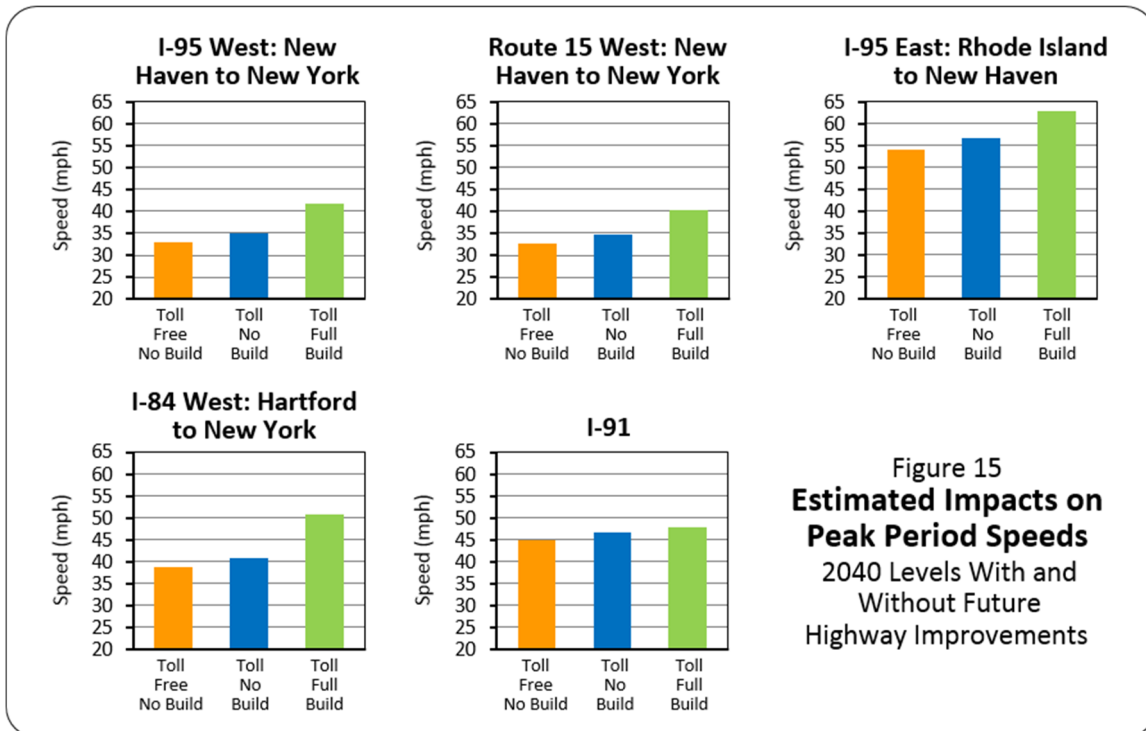 I-95 West: New
Haven to New York
Speed (mph)
65
60
55
50
45
40
35
30
25
20
Toll
Free
No Build
Toll
No
Build
Toll
Full
Build
Route 15 West: New
Haven to New York
Speed (mph)
65
60
55
50
45
40
35
30
25
20
Toll
Free
No Build
Toll
No
Build
Toll
Full
Build
I-95 East: Rhode Island
to New Haven
Speed (mph)
65
60
55
50
45
40
35
30
25
20
Toll
Free
No Build
Toll
No
Build
Toll
Full
Build
I-84 West: Hartford
to New York
Speed (mph)
65
60
55
50
45
40
35
30
25
20
Toll
Free
No Build
Toll
No
Build
Toll
Full
Build
I-91
Speed (mph)
65
60
55
50
45
40
35
30
25
20
Toll
Free
No Build
Toll
No
Build
Toll
Full
Build
Figure 15
Estimated Impacts on
Peak Period Speeds
2040 Levels With and
Without Future
Highway Improvements